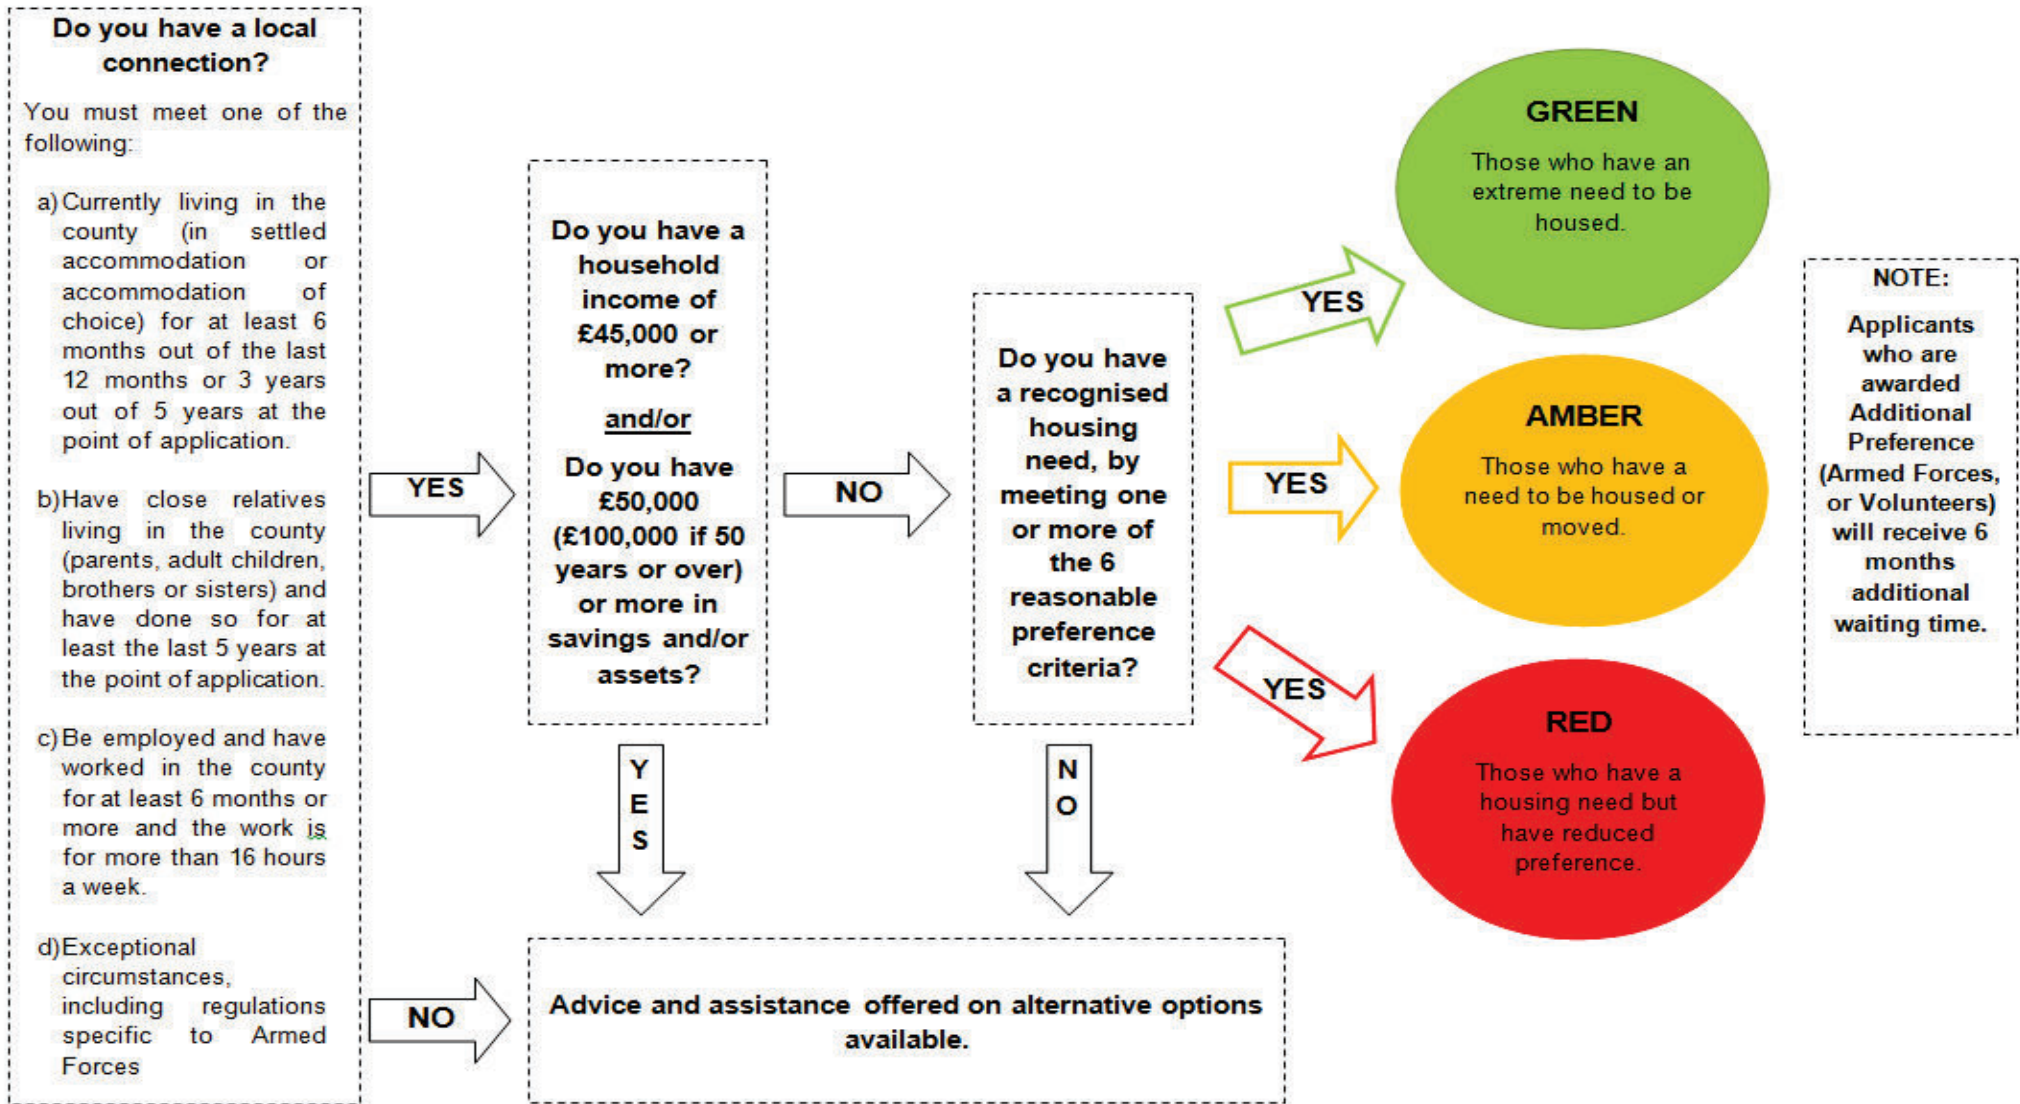 Do you have a local
connection?
You must meet one of the
following:
a) Currently living in the
county (in settled
accommodation or
accommodation of
choice) for at least 6
months out of the last
12 months or 3 years
out of 5 years at the
point of application.
b) Have close relatives
living in the county
(parents, adult children,
brothers or sisters) and
have done so for at
least the last 5 years at
the point of application.
c) Be employed and have
worked in the county
for at least 6 months or
more and the work is
for more than 16 hours
a week.
d) Exceptional
circumstances,
including regulations
specific to Armed
Forces
YES
NO
Do you have a
household
income of
£45,000 or
more?
and/or
Do you have
£50,000
(£100,000 if 50
years or over)
or more in
savings and/or
assets?
NO
Y
E
S
Do you have
a recognised
housing
need, by
meeting one
or more of
the 6
reasonable
preference
criteria?
N
O
Advice and assistance offered on alternative options
available.
YES
YES
YES
GREEN
Those who have an
extreme need to be
housed.
AMBER
Those who have a
need to be housed or
moved.
RED
Those who have a
housing need but
have reduced
preference.
NOTE:
Applicants
who are
awarded
Additional
Preference
(Armed Forces,
or Volunteers)
will receive 6
months
additional
waiting time.